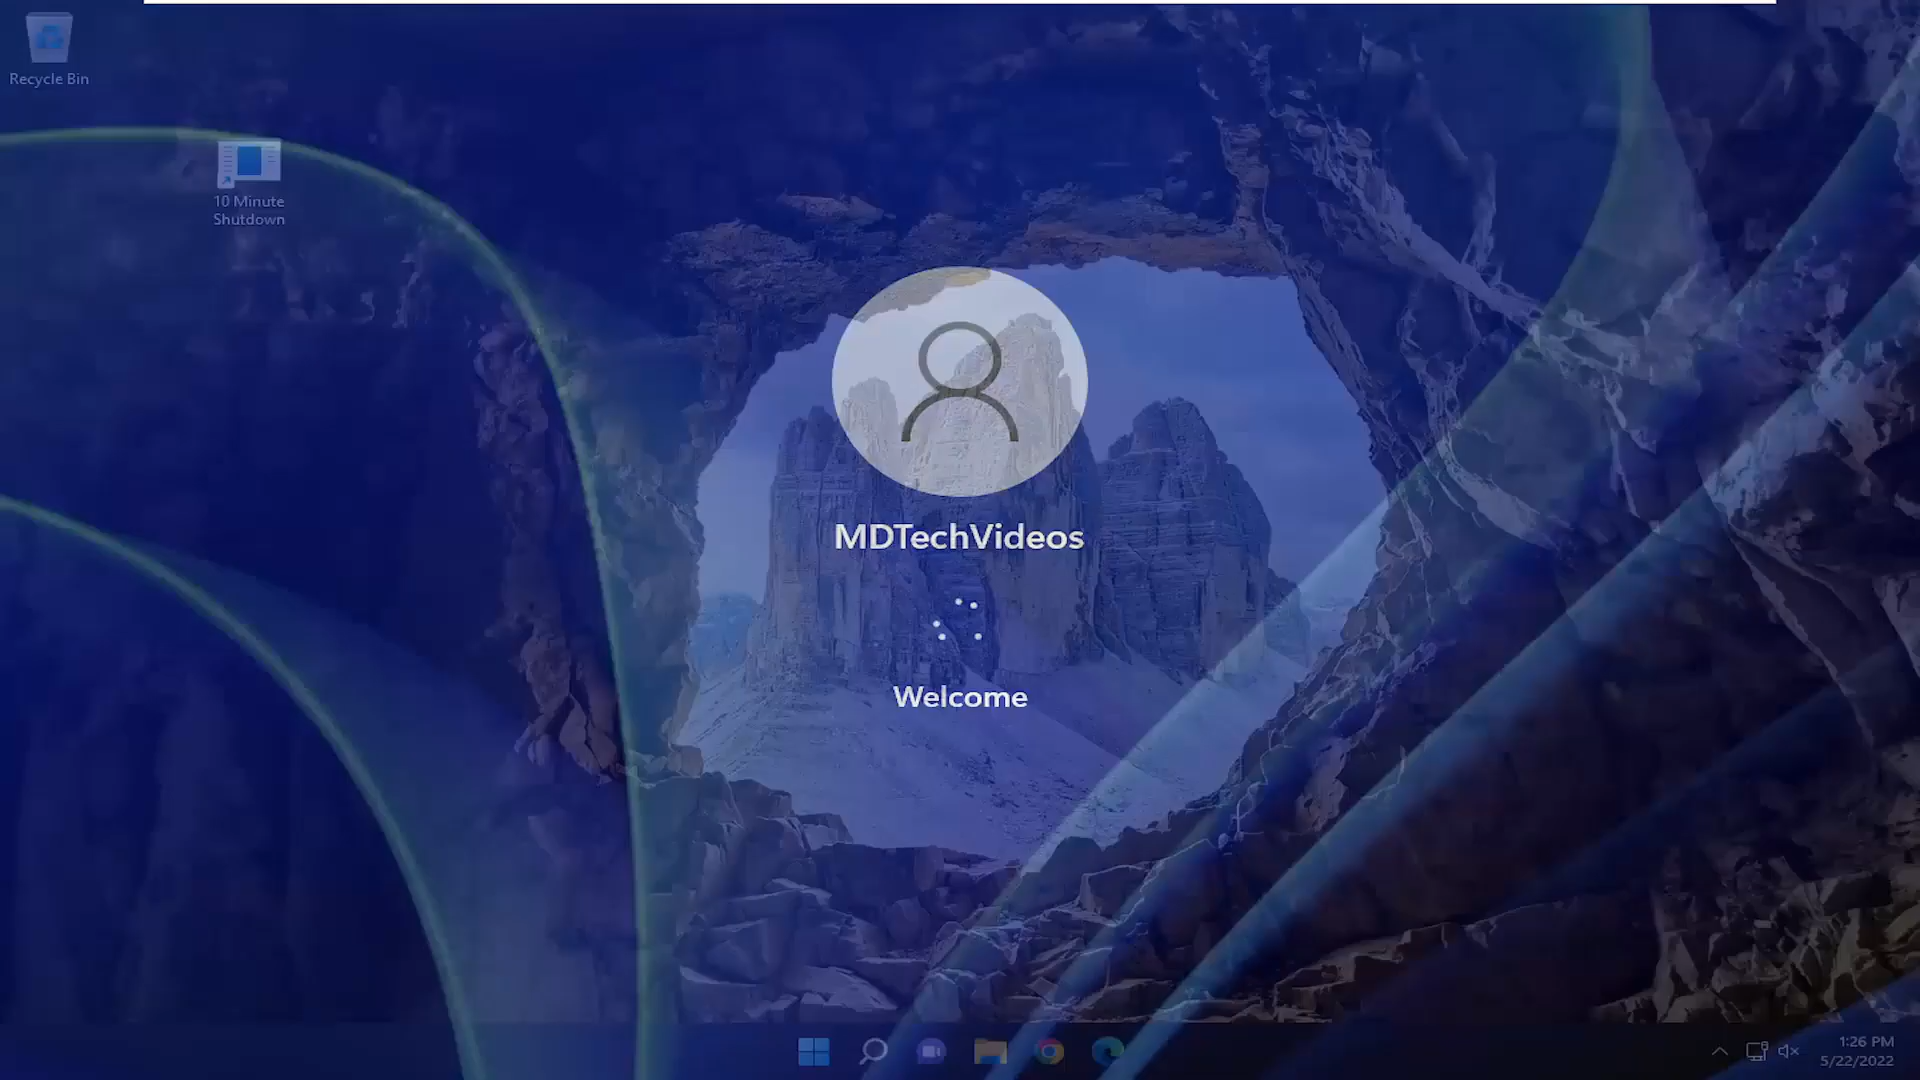 Recycle Bin
10 Minute
Shutdown
MDTechVideos
Welcome
1:26 PM
5/22/2022